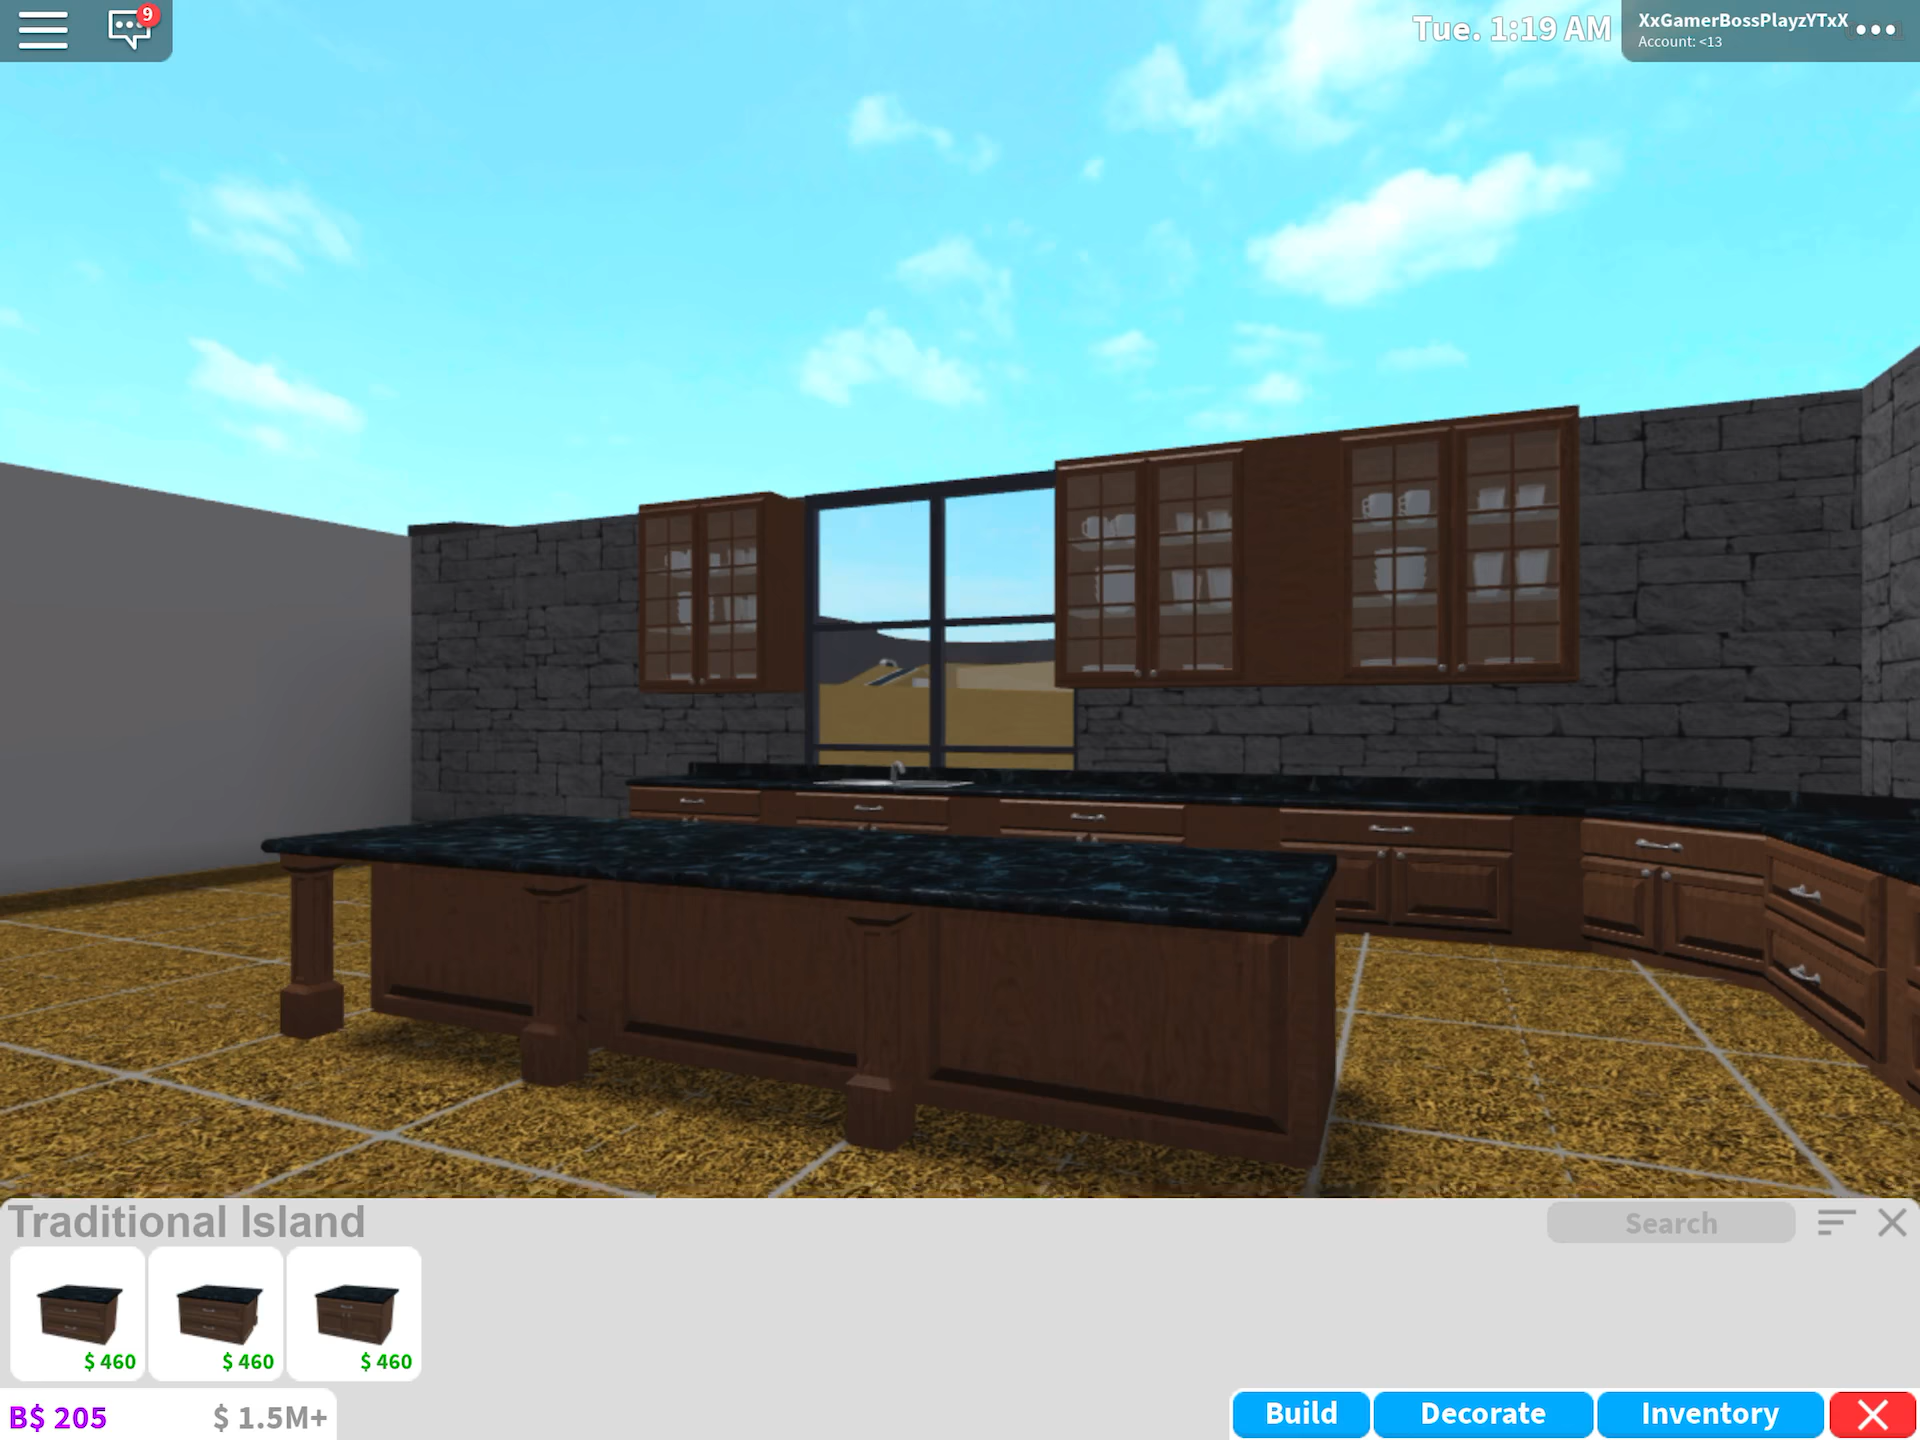 9
Tue. 1:19 AM
XxGamerBossPlayzYTxX
Account: <13
Traditional Island
Search
$ 460
$ 460
$ 460
B$ 205
$ 1.5M+
Build
Decorate
Inventory